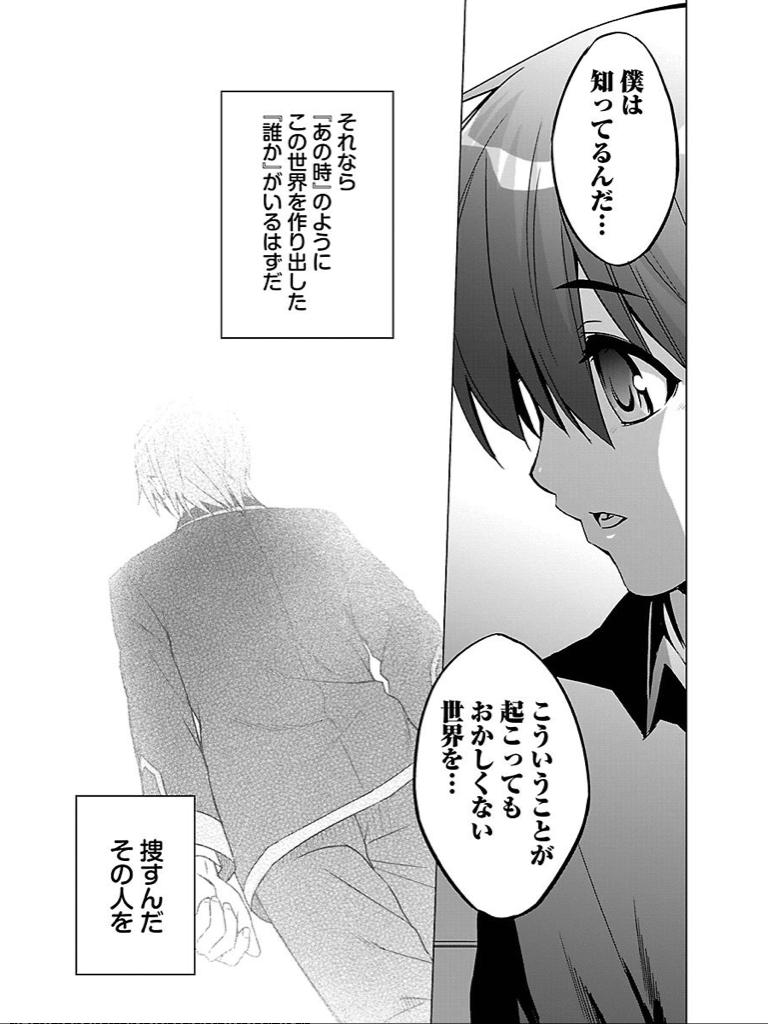 僕は
知ってるんだ…
こういうことが
起こっても
おかしくない
世界を…
それなら
『あの時』のように
この世界を作り出した
『誰か』がいるはずだ
捜すんだ
その人を